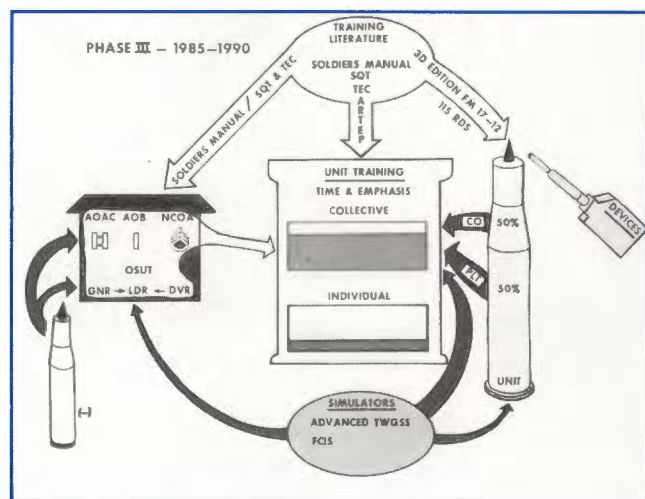 PHASE III – 1985–1990
TRAINING
LITERATURE
SOLDIERS MANUAL
SQT
TEC
ARTEP
SOLDIERS MANUAL / SQT & TEC
3D EDITION FM 17–12
115 RDS
UNIT TRAINING
TIME & EMPHASIS
COLLECTIVE
INDIVIDUAL
AOAC AOB NCOA
OSUT
GNR → LDR ← DVR
(–)
CO
PLT
50%
50%
UNIT
DEVICES
SIMULATORS
ADVANCED TWGSS
FCIS